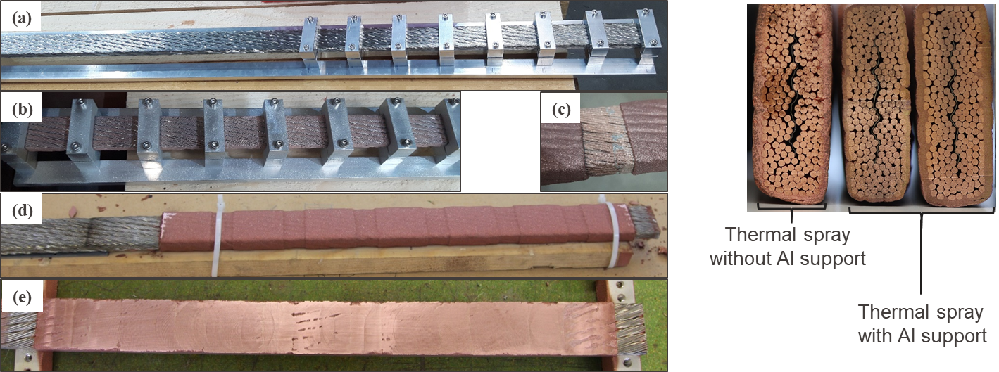 (a)
(b)
(c)
(d)
(e)
Thermal spray
without Al support
Thermal spray
with Al support